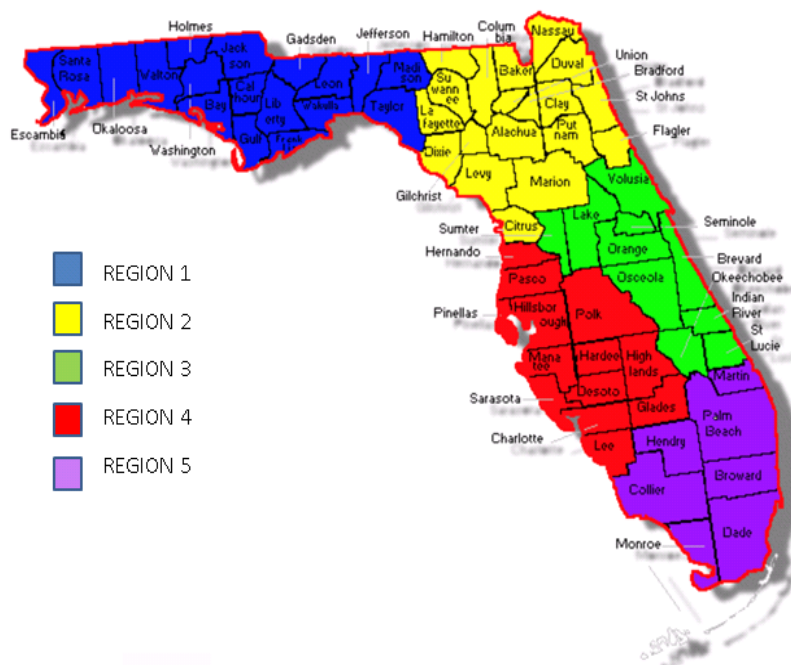 Holmes
Jack
son
Gadsden
Jefferson
Hamilton
Colum
bia
Nassau
Santa
Rosa
Walton
Cal
houn
Leon
Madi
son
Su
wann
ee
Baker
Duval
Union
Bradford
Bay
Lib
erty
Wakulla
Taylor
La
fayette
Clay
St Johns
Escambia
Okaloosa
Washington
Gulf
Alachua
Put
nam
Flagler
Dixie
Gilchrist
Levy
Marion
Volusia
Sumter
Citrus
Lake
Seminole
Hernando
Orange
Brevard
Pasco
Osceola
Okeechobee
Indian
River
Pinellas
Hillsbor
ough
Polk
St
Lucie
Mana
tee
Hardee
High
lands
Martin
Sarasota
Desoto
Charlotte
Glades
Palm
Beach
Lee
Hendry
Collier
Broward
Monroe
Dade
REGION 1
REGION 2
REGION 3
REGION 4
REGION 5